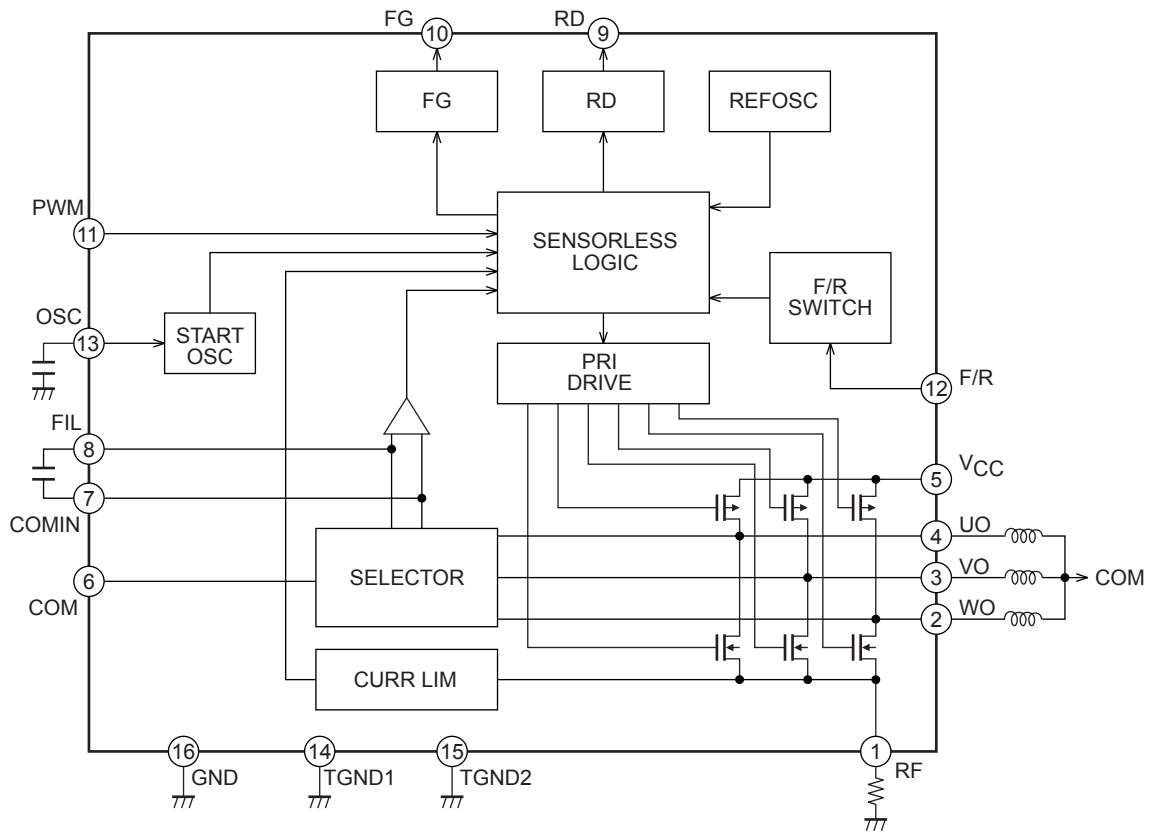 FG
RD
10
9
FG
RD
REFOSC
PWM
11
SENSORLESS
LOGIC
F/R
SWITCH
OSC
13
START
OSC
PRI
DRIVE
12
F/R
FIL
8
7
COMIN
5
VCC
4
UO
SELECTOR
6
COM
3
VO
COM
2
WO
CURR LIM
16
GND
14
TGND1
15
TGND2
1
RF